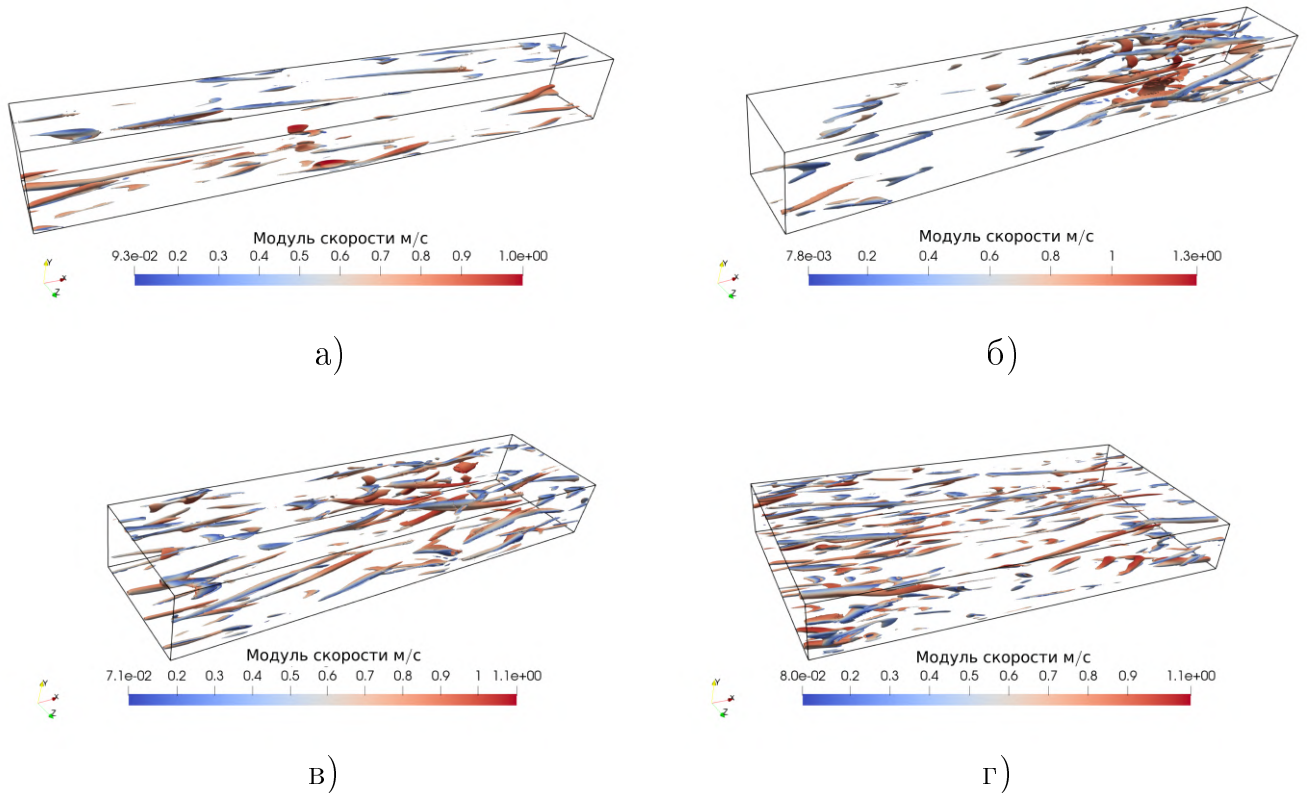 Модуль скорости м/с
9.3e-02 0.2 0.3 0.4 0.5 0.6 0.7 0.8 0.9 1.0e+00
Y
X
Z
а)
Модуль скорости м/с
7.8e-03 0.2 0.4 0.6 0.8 1 1.3e+00
Y
X
Z
б)
Модуль скорости м/с
7.1e-02 0.2 0.3 0.4 0.5 0.6 0.7 0.8 0.9 1 1.1e+00
Y
X
Z
в)
Модуль скорости м/с
8.0e-02 0.2 0.3 0.4 0.5 0.6 0.7 0.8 0.9 1.1e+00
Y
X
Z
г)